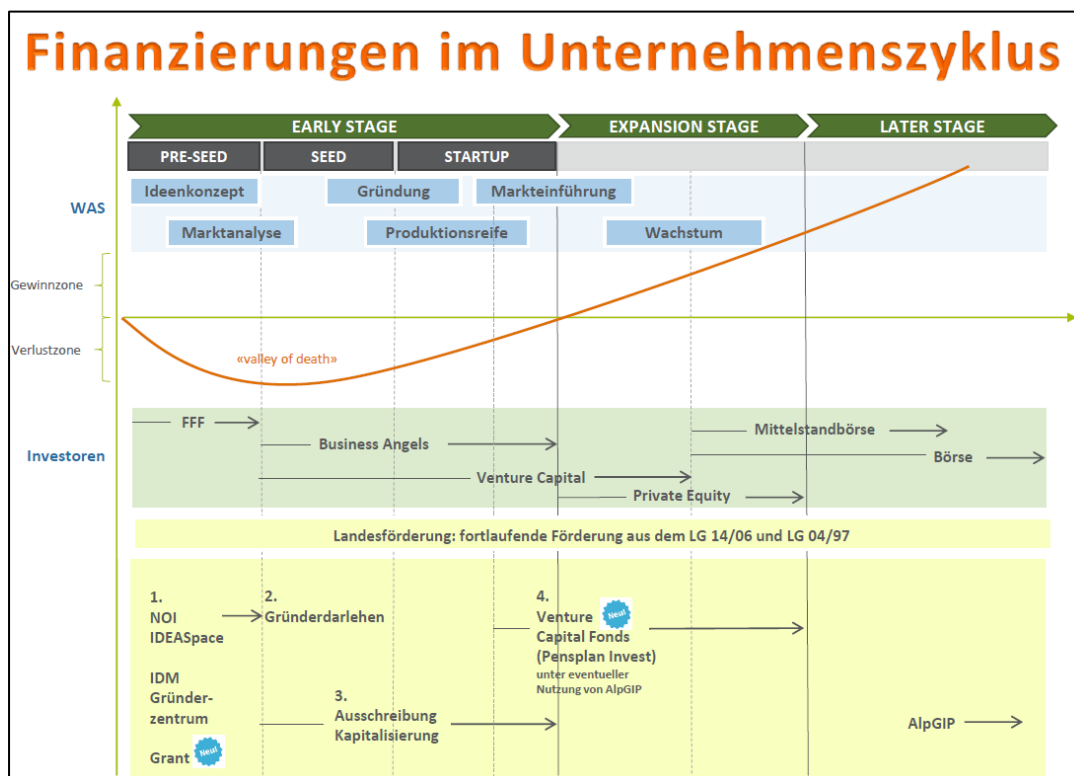 Finanzierungen im Unternehmenszyklus
EARLY STAGE
EXPANSION STAGE
LATER STAGE
PRE-SEED
SEED
STARTUP
WAS
Ideenkonzept
Gründung
Markteinführung
Marktanalyse
Produktionsreife
Wachstum
Gewinnzone
Verlustzone
«valley of death»
Investoren
FFF
Business Angels
Venture Capital
Private Equity
Mittelstandbörse
Börse
Landesförderung: fortlaufende Förderung aus dem LG 14/06 und LG 04/97
1.
NOI
IDEASpace
IDM
Gründer-
zentrum
Grant
Neu!
2.
Gründerdarlehen
3.
Ausschreibung
Kapitalisierung
4.
Venture
Neu!
Capital Fonds
(Pensplan Invest)
unter eventueller
Nutzung von AlpGIP
AlpGIP